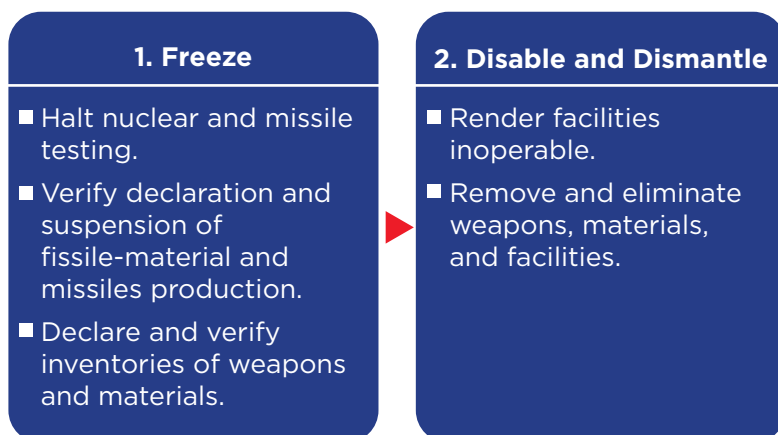 1. Freeze
■ Halt nuclear and missile
testing.
■ Verify declaration and
suspension of
fissile-material and
missiles production.
■ Declare and verify
inventories of weapons
and materials.
2. Disable and Dismantle
■ Render facilities
inoperable.
■ Remove and eliminate
weapons, materials,
and facilities.